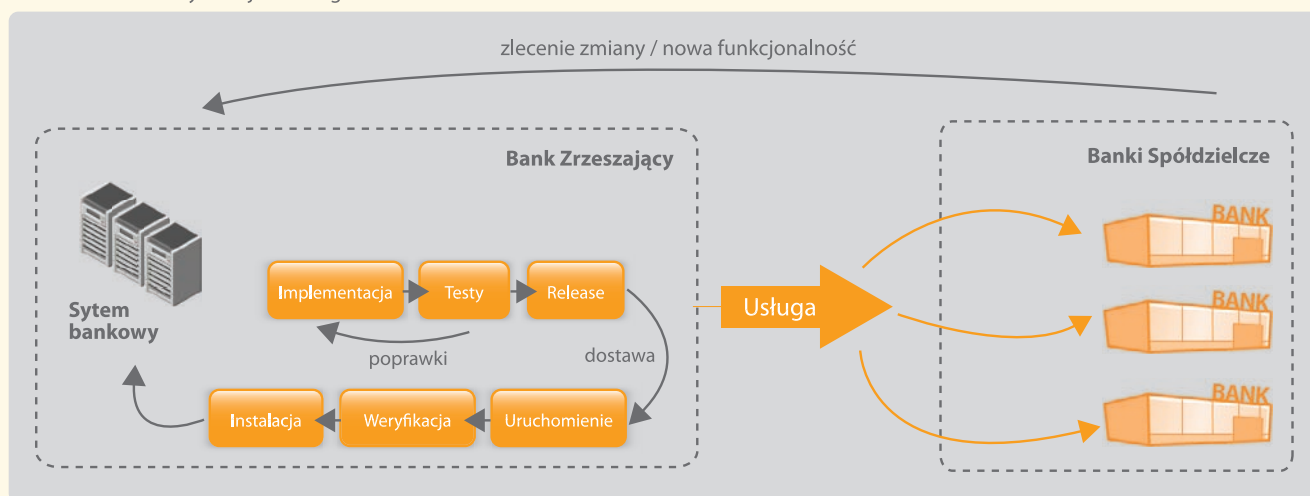 zlecenie zmiany / nowa funkcjonalność
Bank Zrzeszający
Banki Spółdzielcze
Sytem
bankowy
Implementacja
Testy
Release
poprawki
dostawa
Instalacja
Weryfikacja
Uruchomienie
Usługa
BANK
BANK
BANK